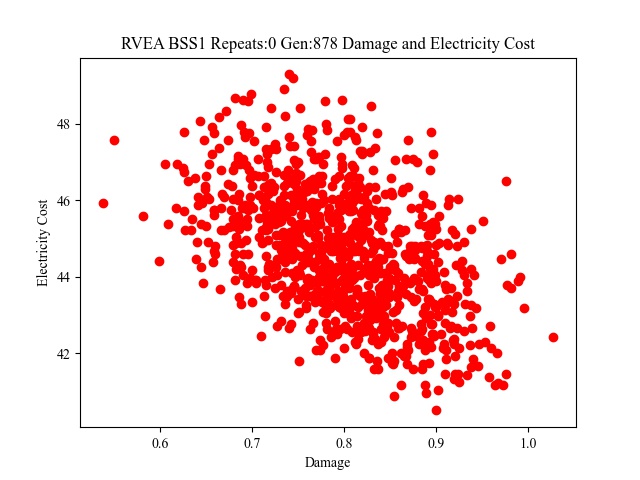 RVEA BSS1 Repeats:0 Gen:878 Damage and Electricity Cost
48
46
44
42
Electricity Cost
0.6 0.7 0.8 0.9 1.0
Damage